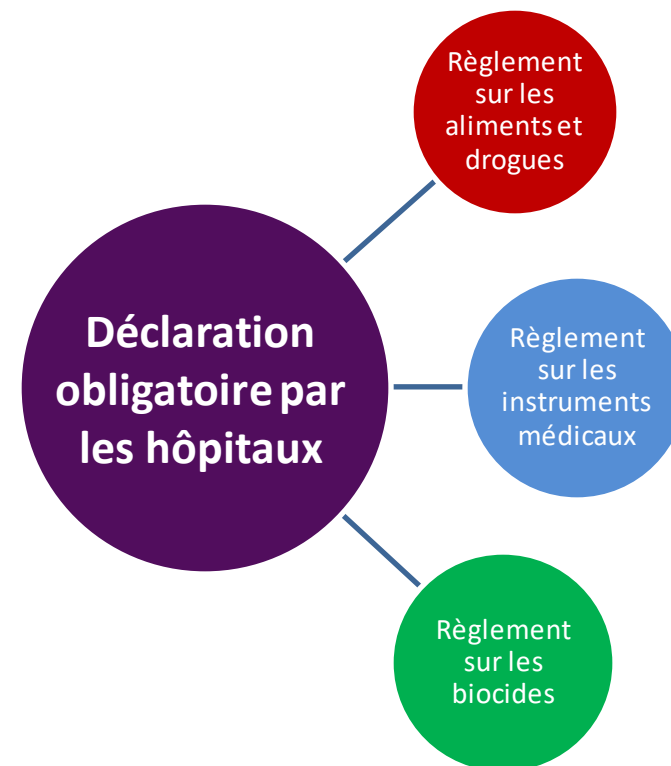 Règlement
sur les
aliments et
drogues
Déclaration
obligatoire par
les hôpitaux
Règlement
sur les
instruments
médicaux
Règlement
sur les
biocides